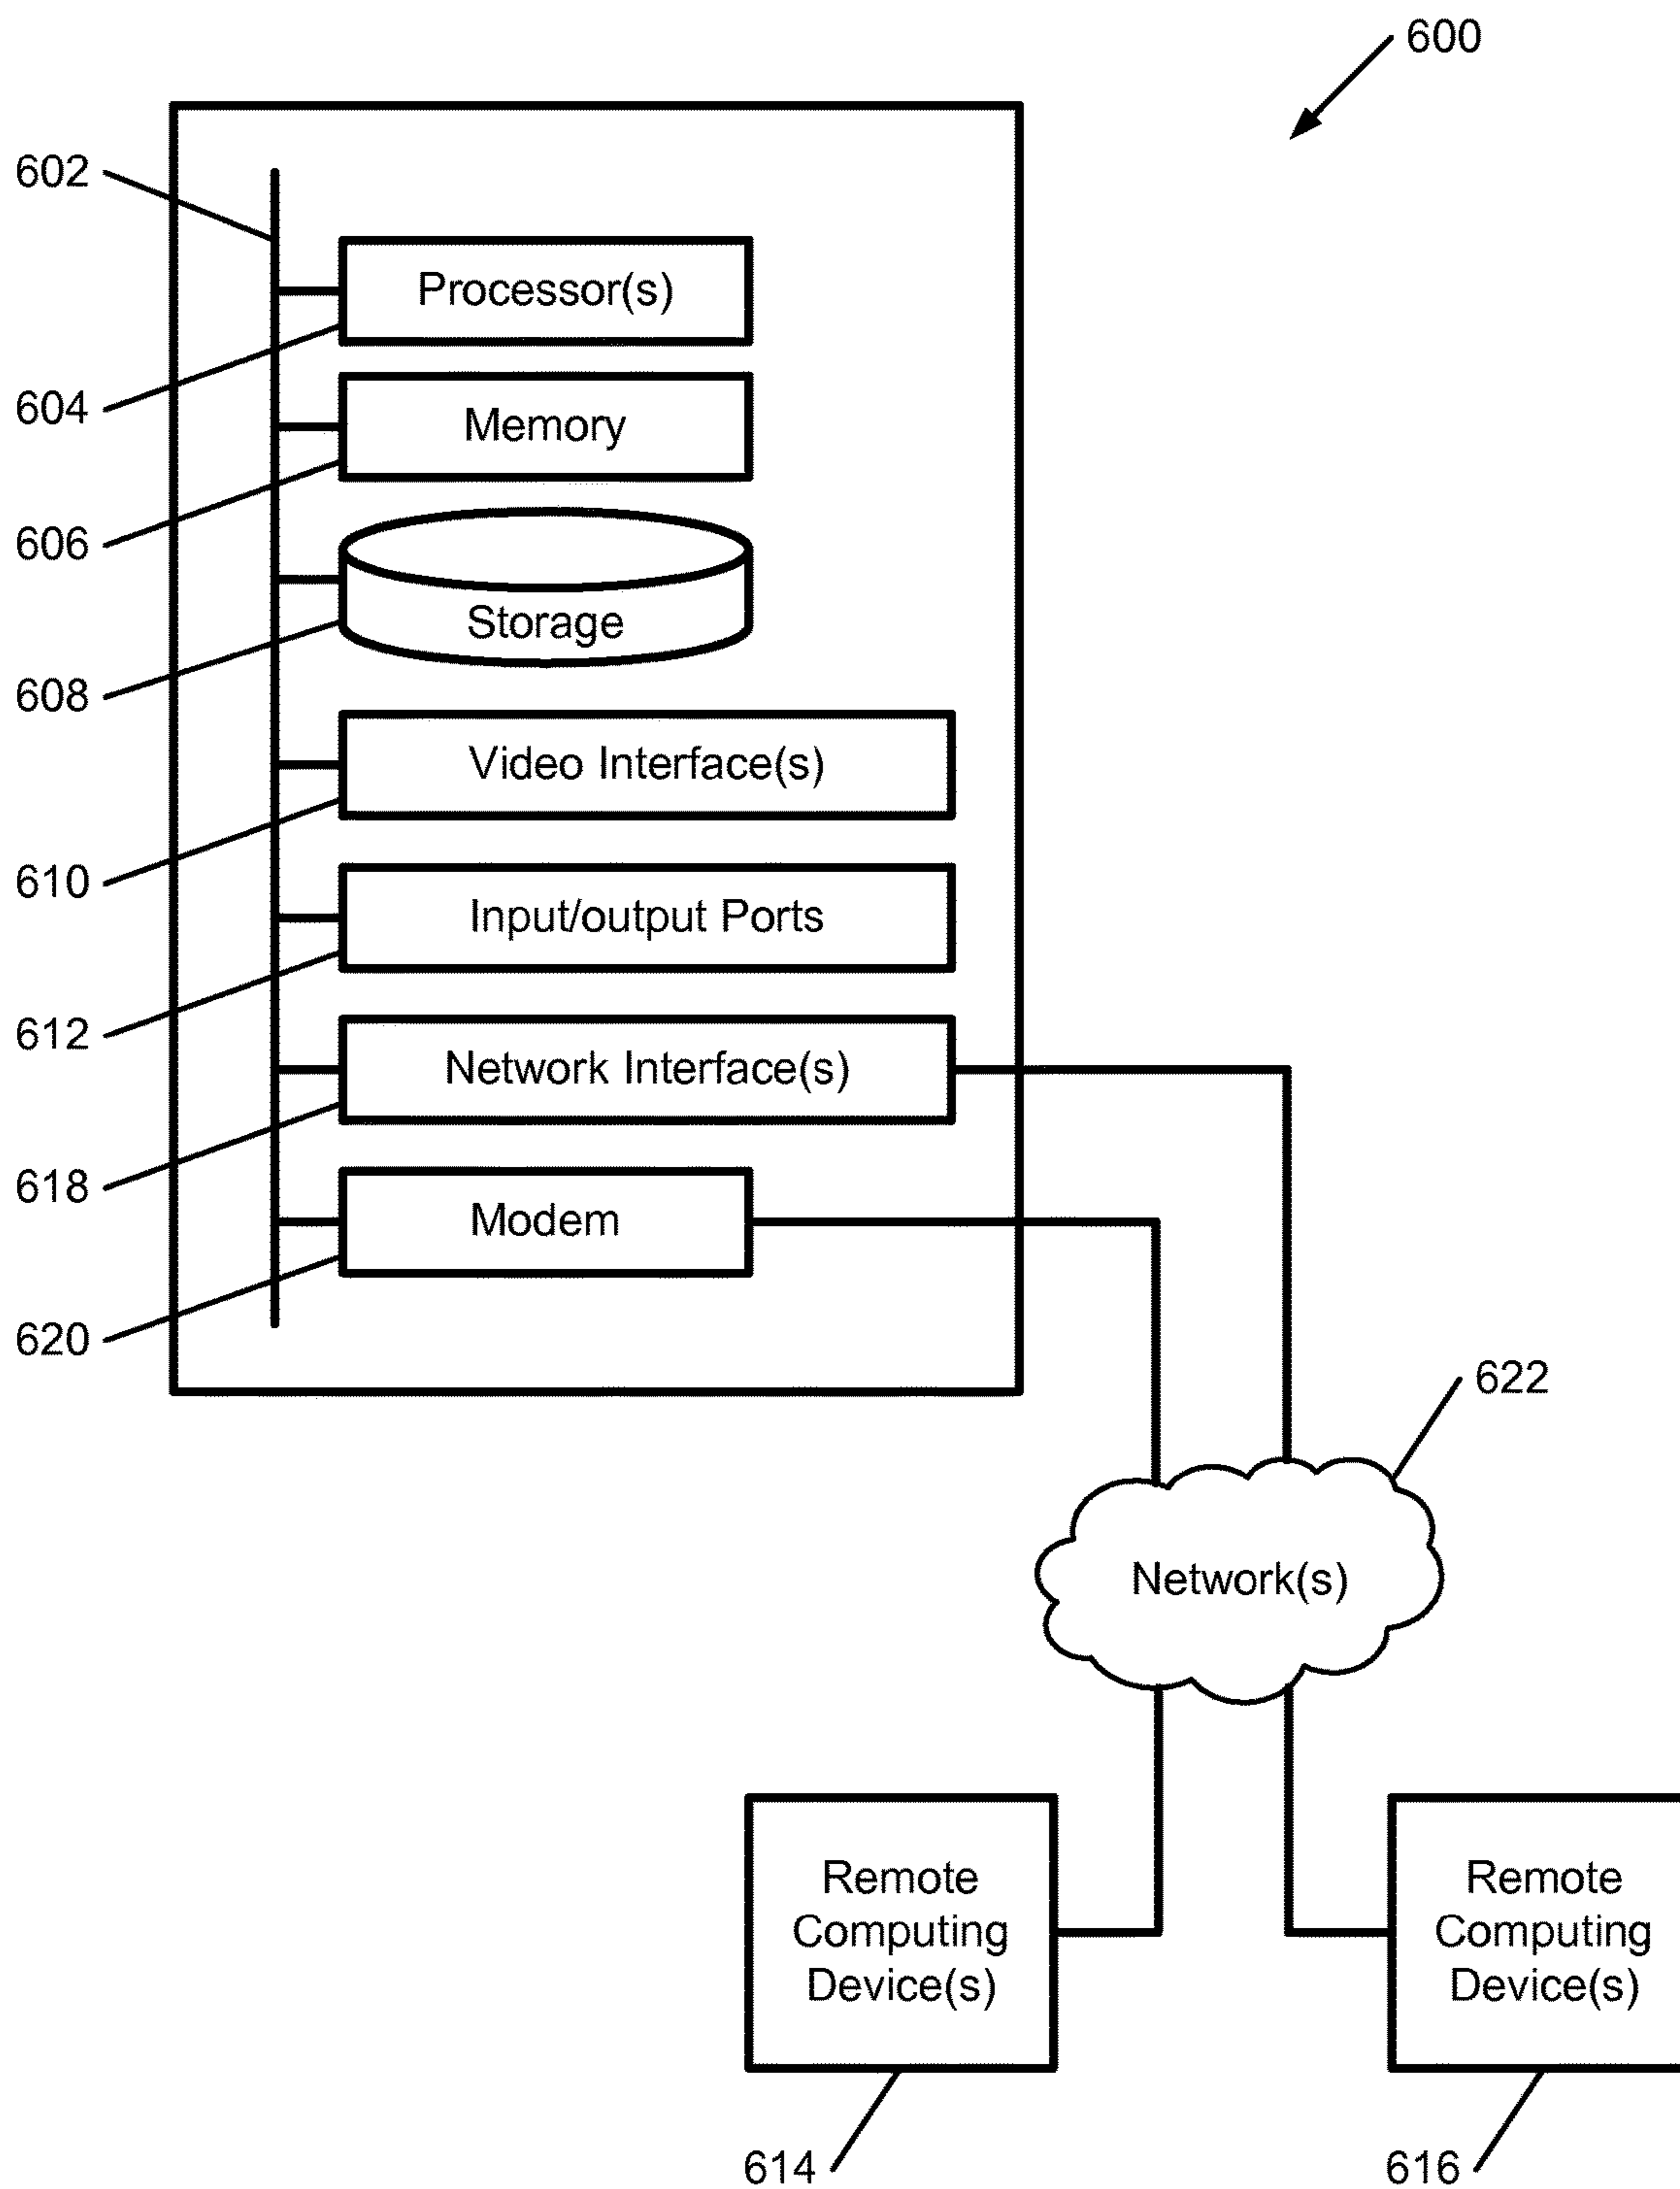 600
602
Processor(s)
604
Memory
606
Storage
608
Video Interface(s)
610
Input/output Ports
612
Network Interface(s)
618
Modem
620
622
Network(s)
Remote
Computing
Device(s)
Remote
Computing
Device(s)
614
616